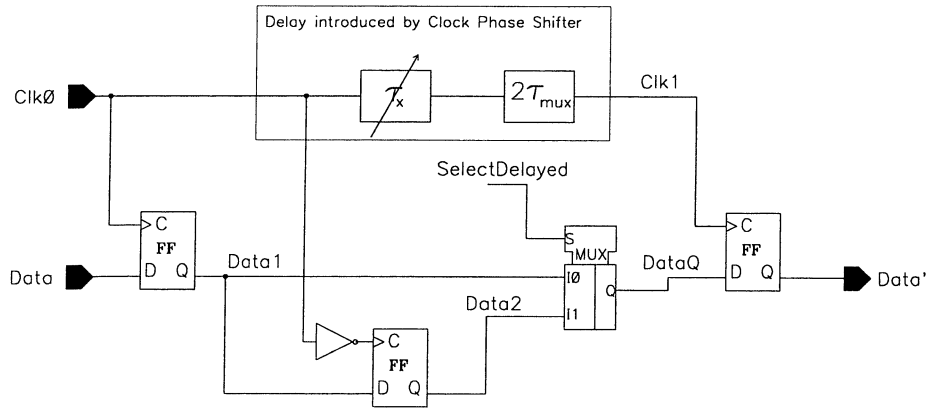 Delay introduced by Clock Phase Shifter
ClkØ
τx
2τmux
Clk1
SelectDelayed
C
FF
D Q
Data
Data1
S
MUX
IØ
Q
I1
DataQ
C
FF
D Q
Data'
Data2
C
FF
D Q